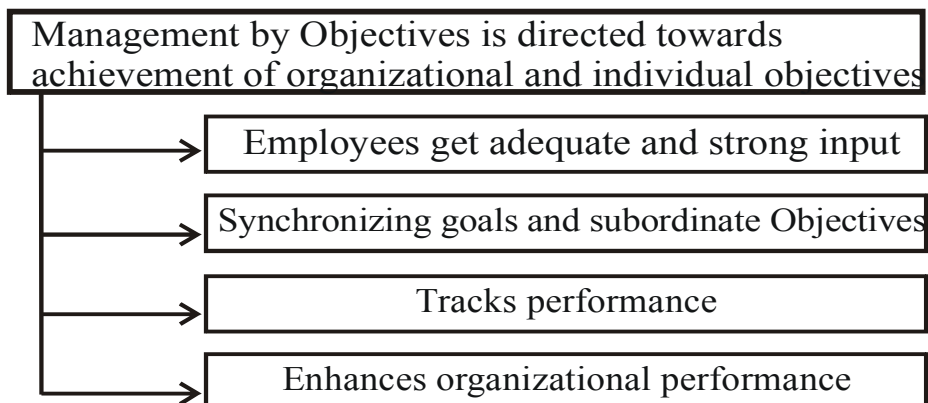 Management by Objectives is directed towards
achievement of organizational and individual objectives
Employees get adequate and strong input
Synchronizing goals and subordinate Objectives
Tracks performance
Enhances organizational performance